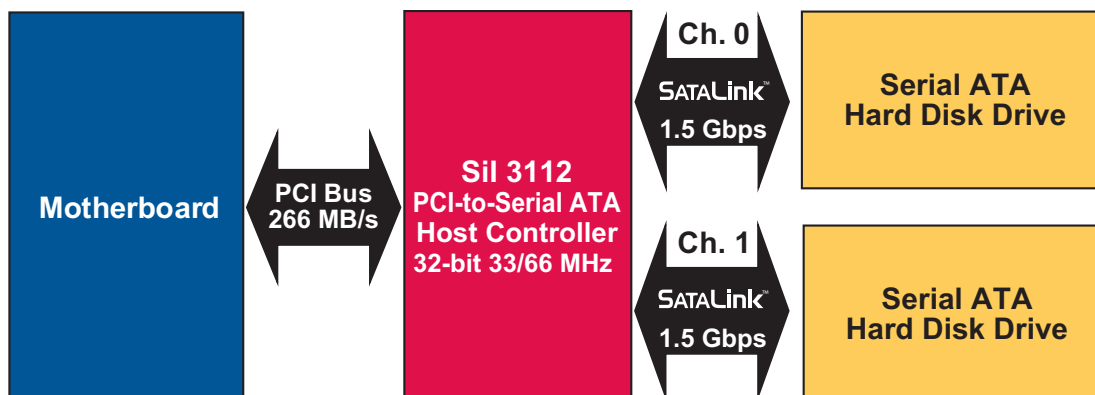 Motherboard
PCI Bus
266 MB/s
SiI 3112
PCI-to-Serial ATA
Host Controller
32-bit 33/66 MHz
Ch. 0
SATALink™
1.5 Gbps
Serial ATA
Hard Disk Drive
Ch. 1
SATALink™
1.5 Gbps
Serial ATA
Hard Disk Drive